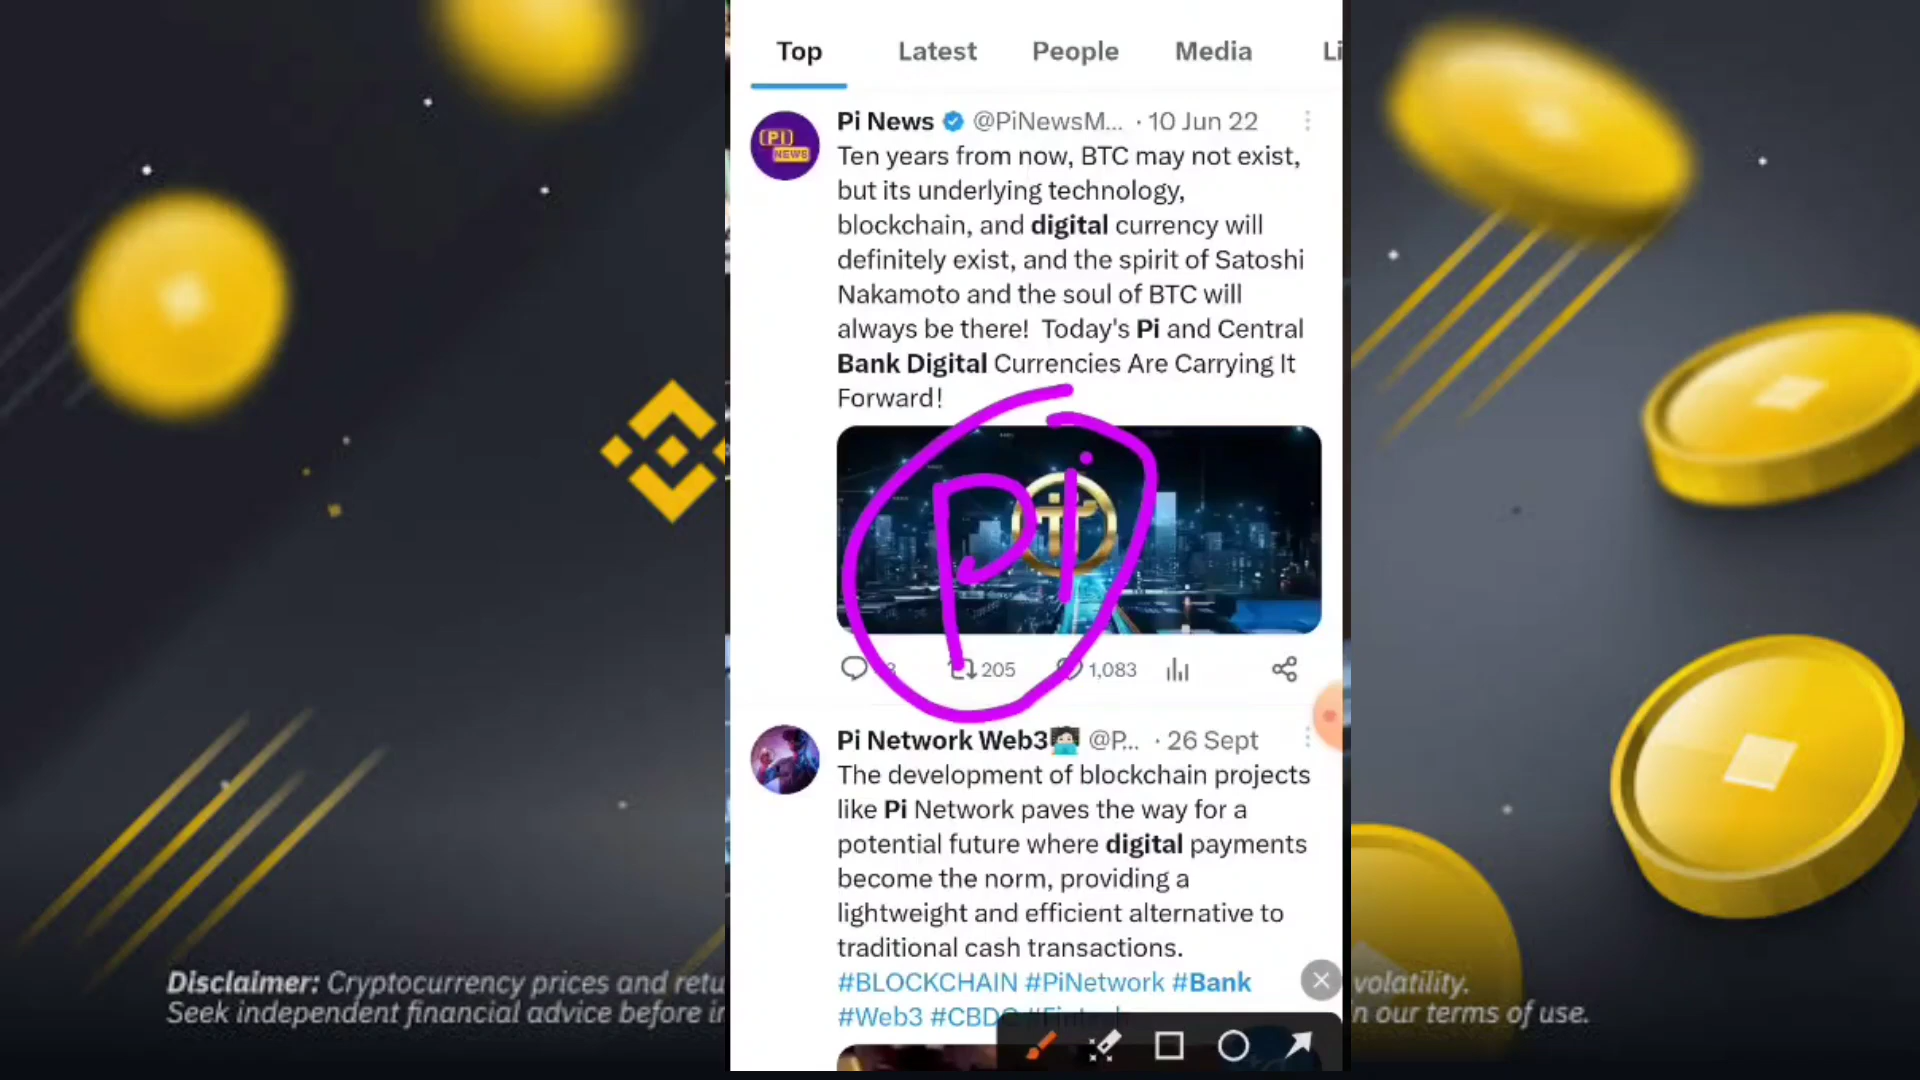 Top Latest People Media Li
Pi News @PiNewsM... · 10 Jun 22
(PI)
NEWS
Ten years from now, BTC may not exist,
but its underlying technology,
blockchain, and digital currency will
definitely exist, and the spirit of Satoshi
Nakamoto and the soul of BTC will
always be there! Today's Pi and Central
Bank Digital Currencies Are Carrying It
Forward!
Pi
205 1,083
Pi Network Web3 @P... · 26 Sept
The development of blockchain projects
like Pi Network paves the way for a
potential future where digital payments
become the norm, providing a
lightweight and efficient alternative to
traditional cash transactions.
#BLOCKCHAIN #PiNetwork #Bank
#Web3 #CBDC #Fintech
Disclaimer: Cryptocurrency prices and retu volatility.
Seek independent financial advice before in n our terms of use.